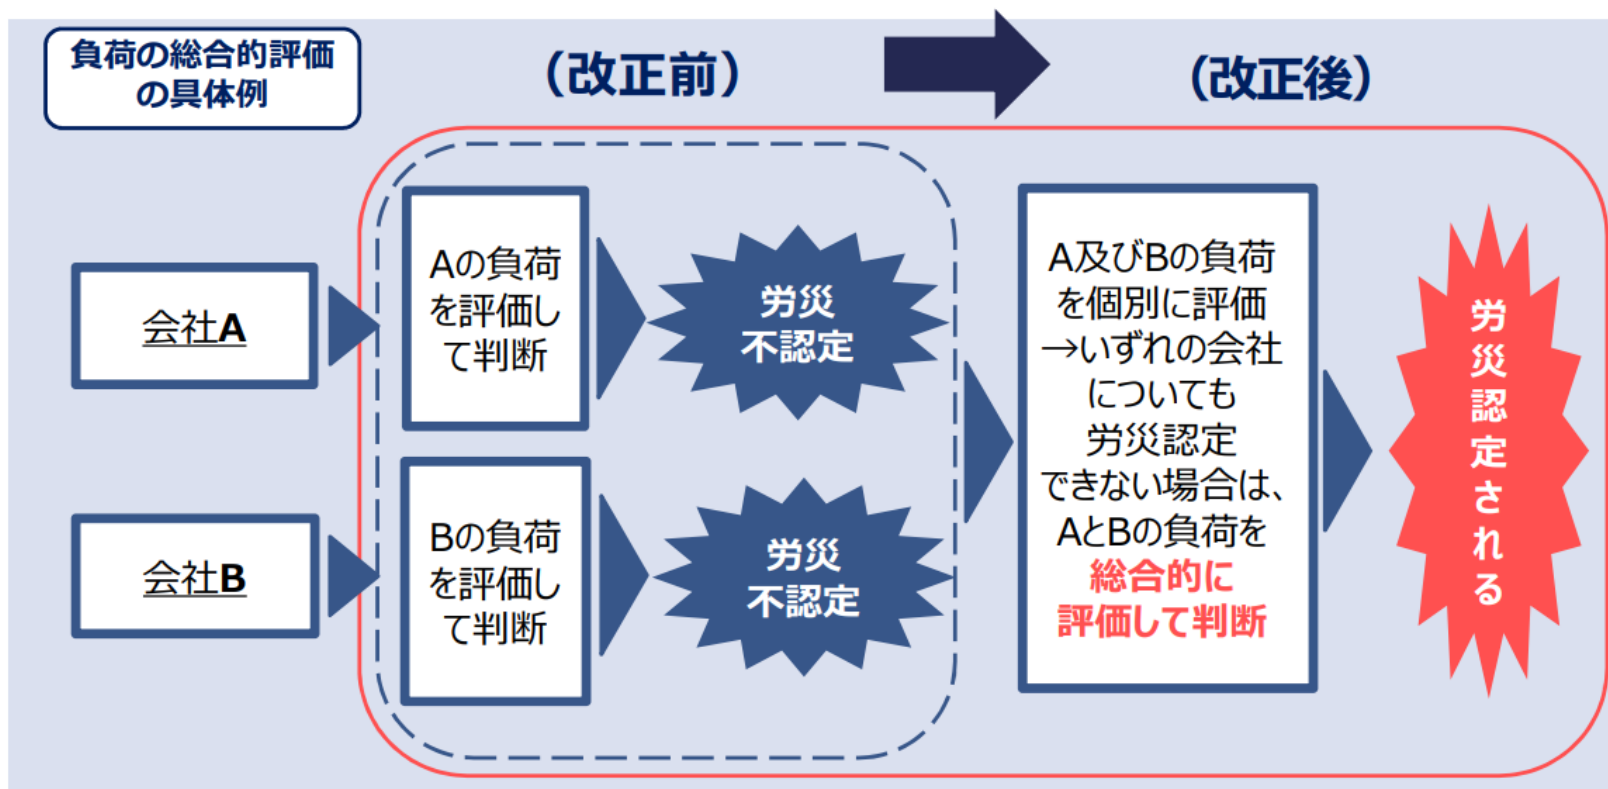 負荷の総合的評価
の具体例
（改正前）
（改正後）
会社A
Aの負荷
を評価し
て判断
労災
不認定
会社B
Bの負荷
を評価し
て判断
労災
不認定
A及びBの負荷
を個別に評価
→いずれの会社
についても
労災認定
できない場合は、
AとBの負荷を
総合的に
評価して判断
労災認定される